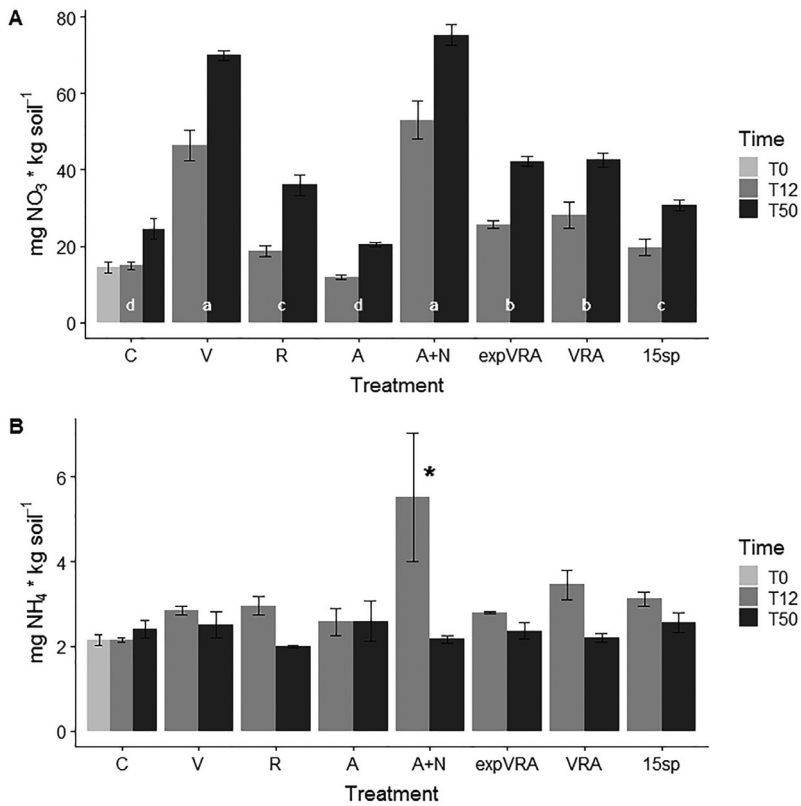 A
80
60
40
20
0
mg NO₃ * kg soil⁻¹
d a c d a b b c
C V R A A+N expVRA VRA 15sp
Treatment
Time
T0
T12
T50
B
6
4
2
0
mg NH₄ * kg soil⁻¹
*
C V R A A+N expVRA VRA 15sp
Treatment
Time
T0
T12
T50